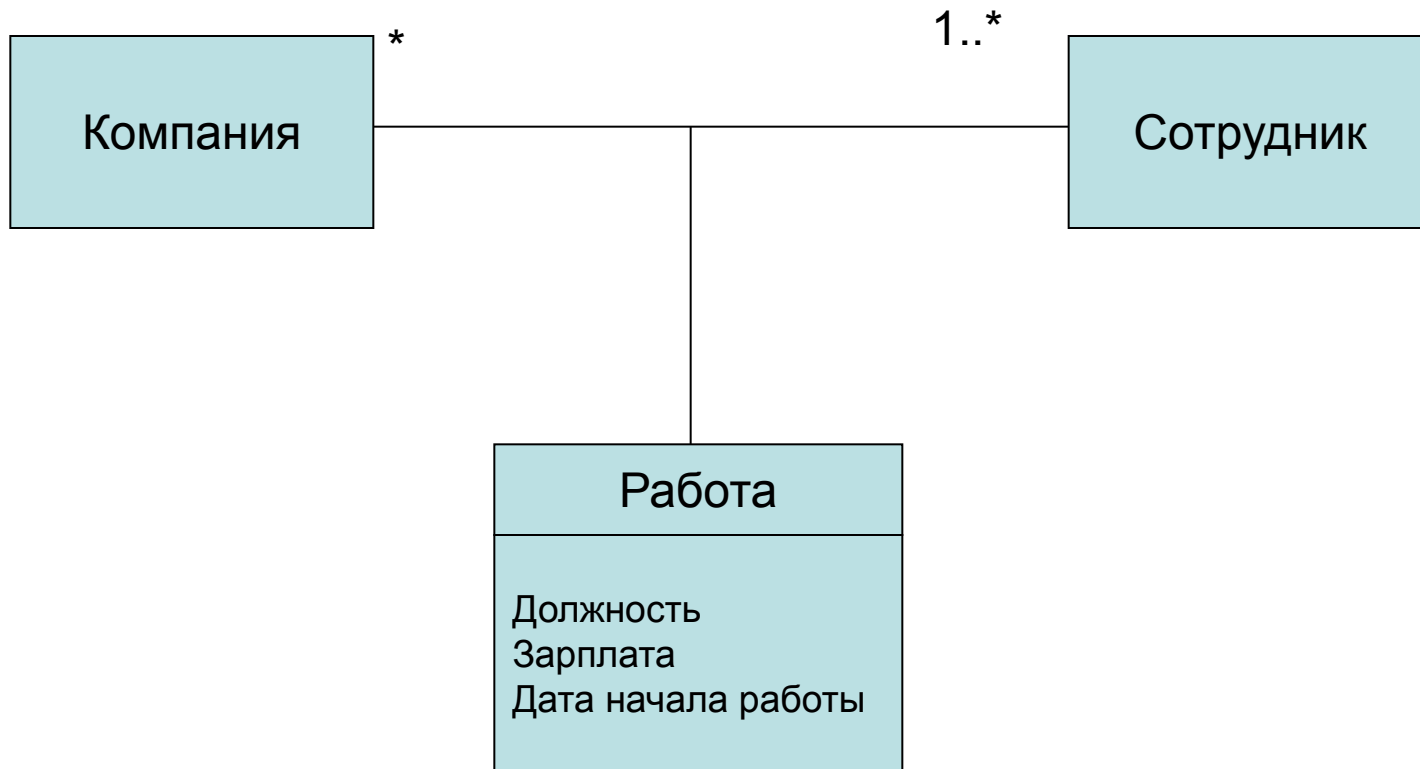 *
1..*
Компания
Сотрудник
Работа
Должность
Зарплата
Дата начала работы